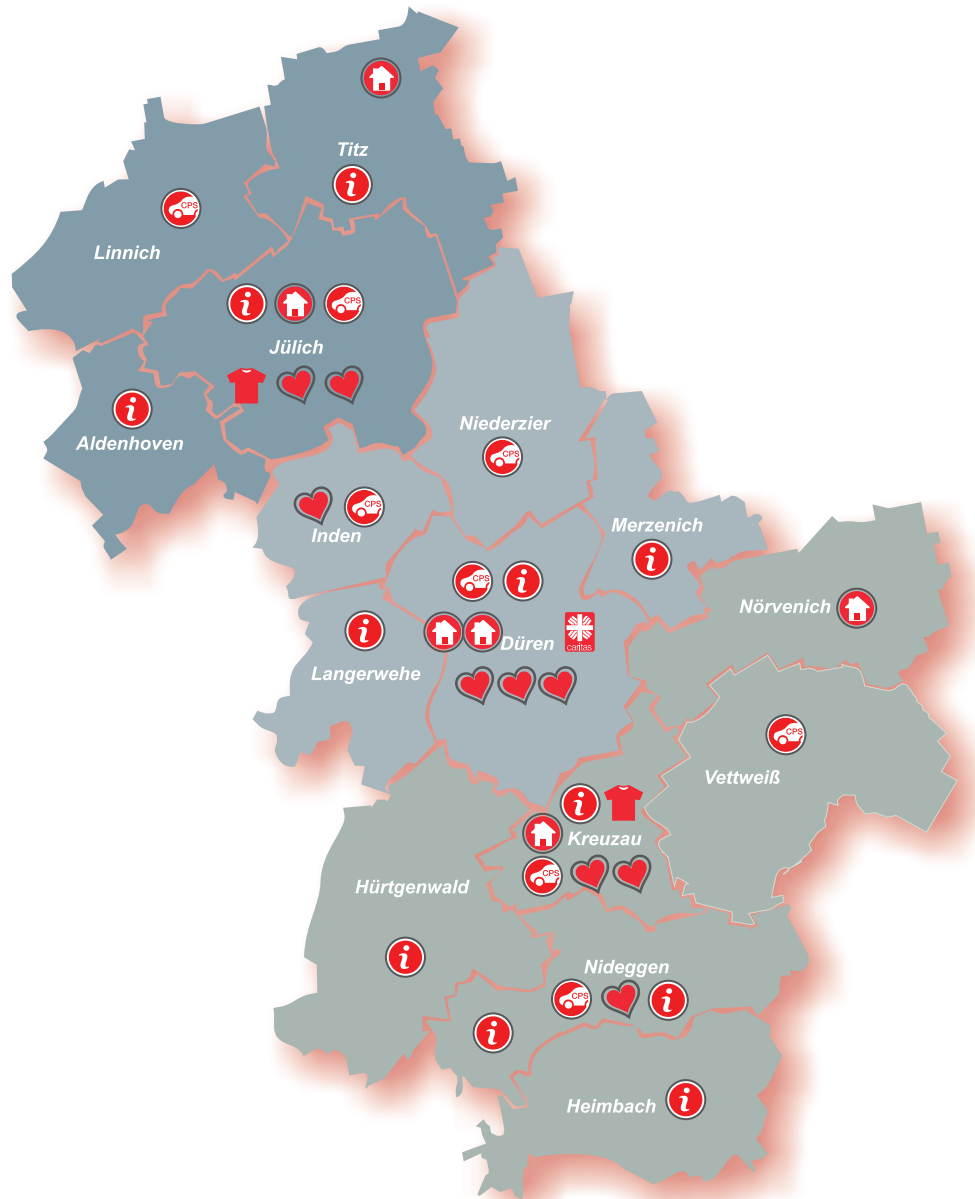 Titz
i
CPS
Linnich
i
CPS
Jülich
i
Aldenhoven
Niederzier
CPS
CPS
Inden
Merzenich
i
CPS
i
Nörvenich
i
Düren
caritas
Langerwehe
CPS
Vettweiß
i
Kreuzau
CPS
Hürtgenwald
i
Nideggen
CPS
i
i
Heimbach
i